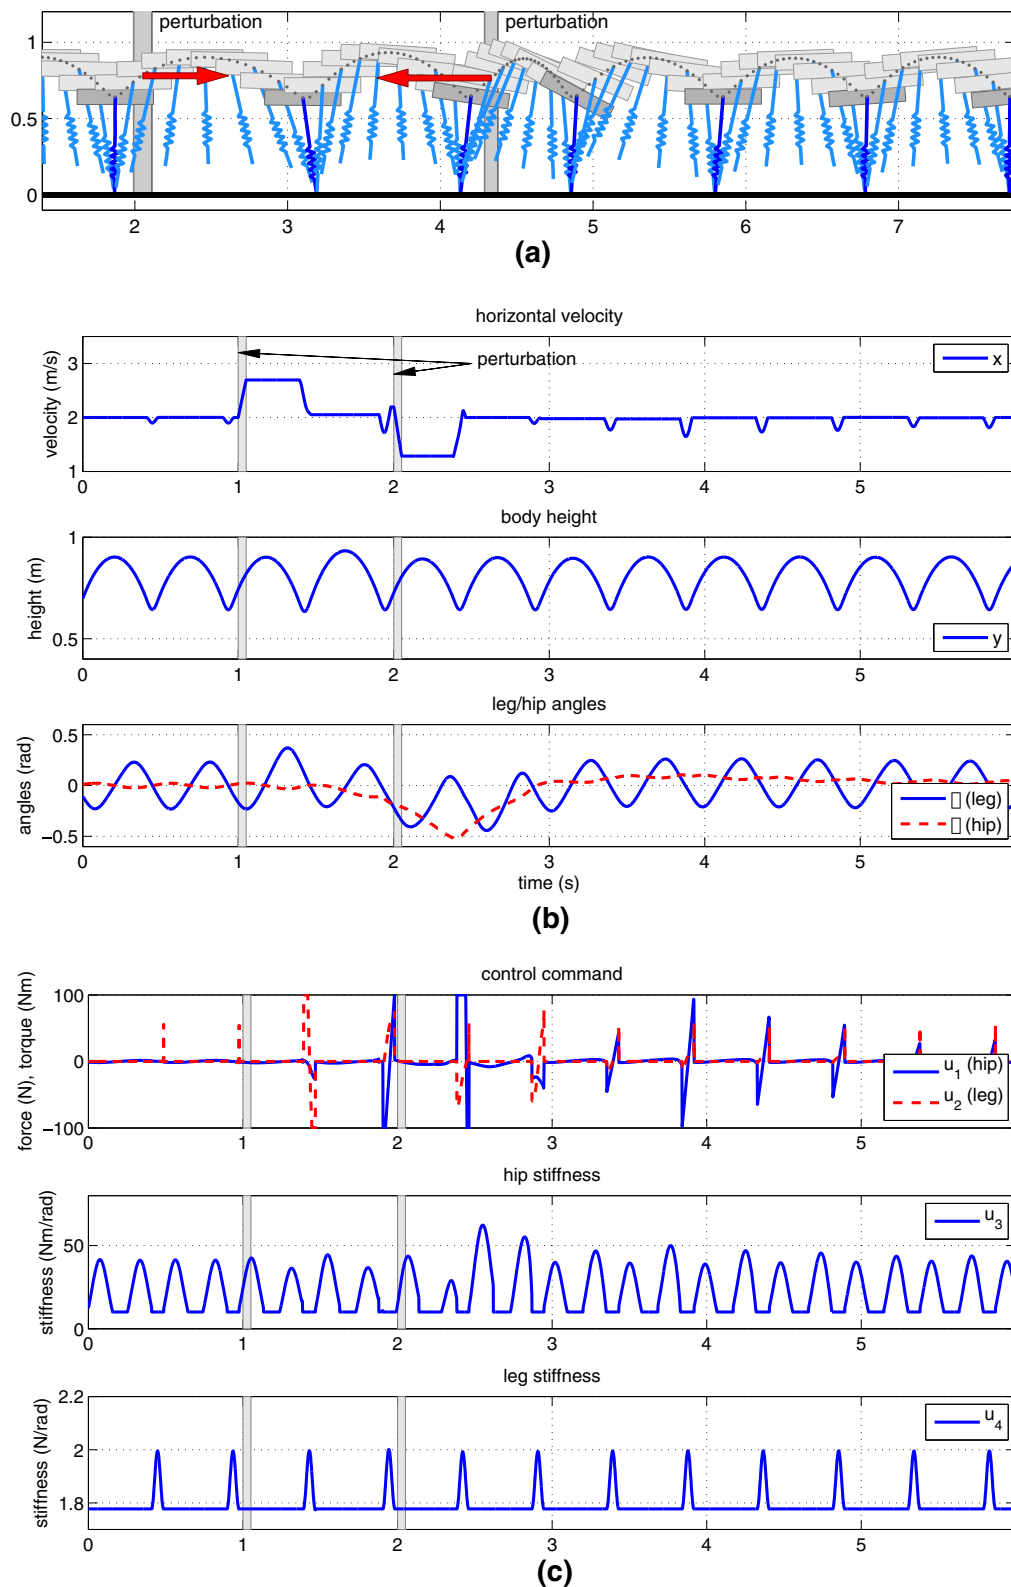 perturbation perturbation
1
0.5
0
2 3 4 5 6 7
(a)
horizontal velocity
velocity (m/s)
3
2
1
perturbation
x
0 1 2 3 4 5
body height
height (m)
1
0.5
y
0 1 2 3 4 5
leg/hip angles
angles (rad)
0.5
0
−0.5
(leg)
(hip)
0 1 2 3 4 5
time (s)
(b)
control command
force (N), torque (Nm)
100
0
−100
u_1 (hip)
u_2 (leg)
0 1 2 3 4 5
hip stiffness
stiffness (Nm/rad)
50
0
u_3
0 1 2 3 4 5
leg stiffness
stiffness (N/rad)
2.2
2
1.8
u_4
0 1 2 3 4 5
(c)